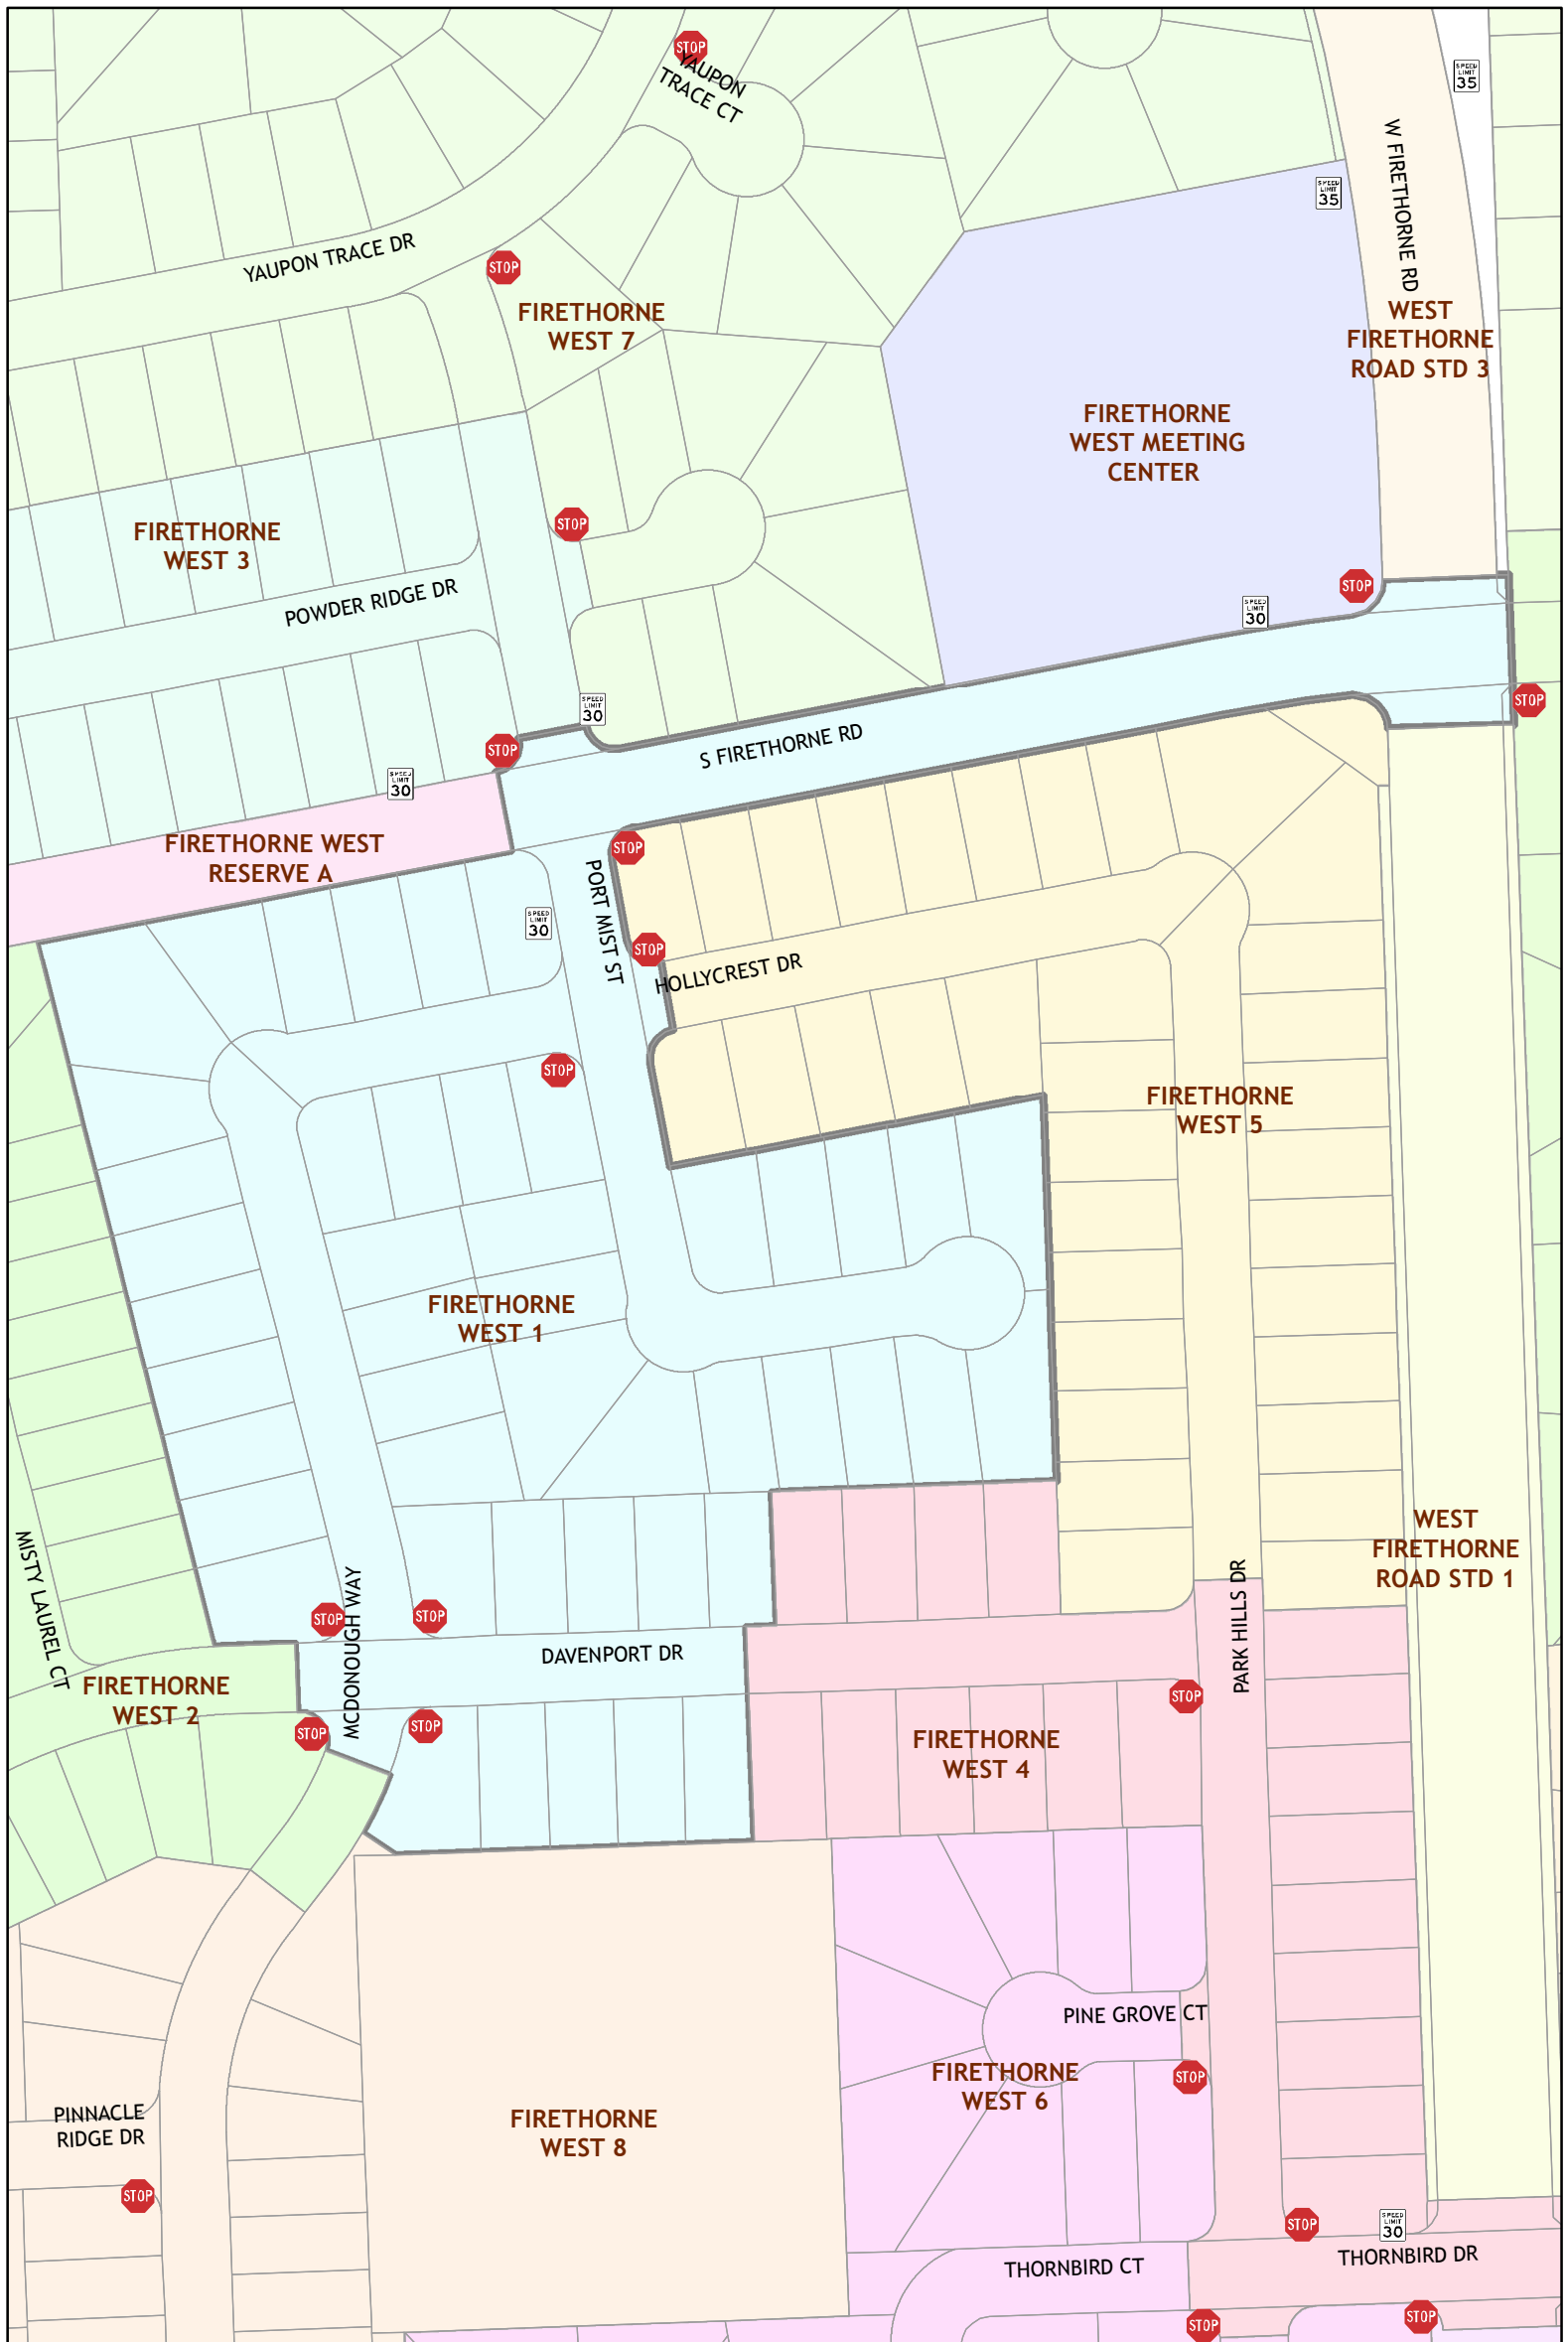 STOP
YAUPON
TRACE CT
SPEED
LIMIT
35
W FIRETHORNE RD
SPEED
LIMIT
35
YAUPON TRACE DR
STOP
FIRETHORNE
WEST 7
WEST
FIRETHORNE
ROAD STD 3
FIRETHORNE
WEST MEETING
CENTER
FIRETHORNE
WEST 3
STOP
POWDER RIDGE DR
STOP
SPEED
LIMIT
30
STOP
SPEED
LIMIT
30
STOP
S FIRETHORNE RD
SPEED
LIMIT
30
FIRETHORNE WEST
RESERVE A
STOP
PORT MIST ST
SPEED
LIMIT
30
STOP
HOLLYCREST DR
STOP
FIRETHORNE
WEST 5
FIRETHORNE
WEST 1
WEST
FIRETHORNE
ROAD STD 1
MISTY LAUREL CT
MCDONOUGH WAY
STOP
STOP
PARK HILLS DR
DAVENPORT DR
FIRETHORNE
WEST 2
STOP
STOP
STOP
FIRETHORNE
WEST 4
PINE GROVE CT
FIRETHORNE
WEST 6
STOP
PINNACLE
RIDGE DR
FIRETHORNE
WEST 8
STOP
STOP
SPEED
LIMIT
30
THORNBIRD CT
THORNBIRD DR
STOP
STOP